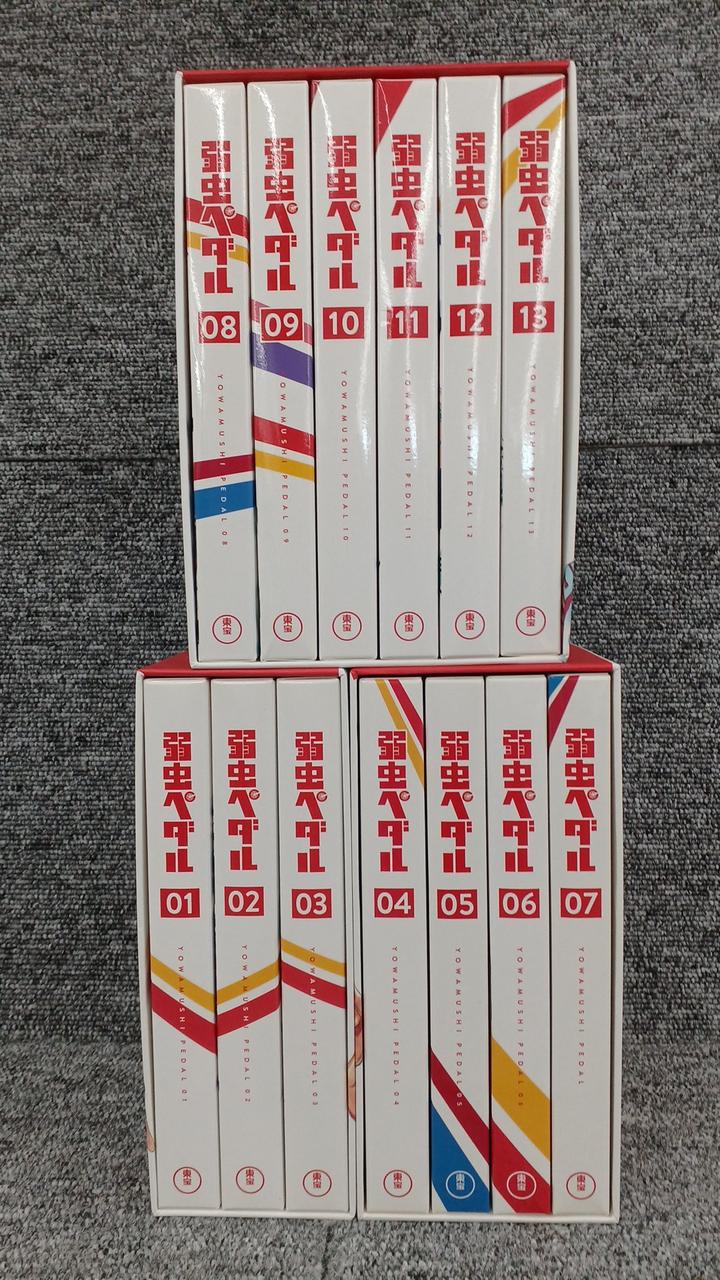 弱虫ペダル
08
YOWAMUSHI PEDAL 08
東宝
弱虫ペダル
09
YOWAMUSHI PEDAL 09
東宝
弱虫ペダル
10
YOWAMUSHI PEDAL 10
東宝
弱虫ペダル
11
YOWAMUSHI PEDAL 11
東宝
弱虫ペダル
12
YOWAMUSHI PEDAL 12
東宝
弱虫ペダル
13
YOWAMUSHI PEDAL 13
東宝
弱虫ペダル
01
YOWAMUSHI PEDAL 01
東宝
弱虫ペダル
02
YOWAMUSHI PEDAL 02
東宝
弱虫ペダル
03
YOWAMUSHI PEDAL 03
東宝
弱虫ペダル
04
YOWAMUSHI PEDAL 04
東宝
弱虫ペダル
05
YOWAMUSHI PEDAL 05
東宝
弱虫ペダル
06
YOWAMUSHI PEDAL 06
東宝
弱虫ペダル
07
YOWAMUSHI PEDAL
東宝